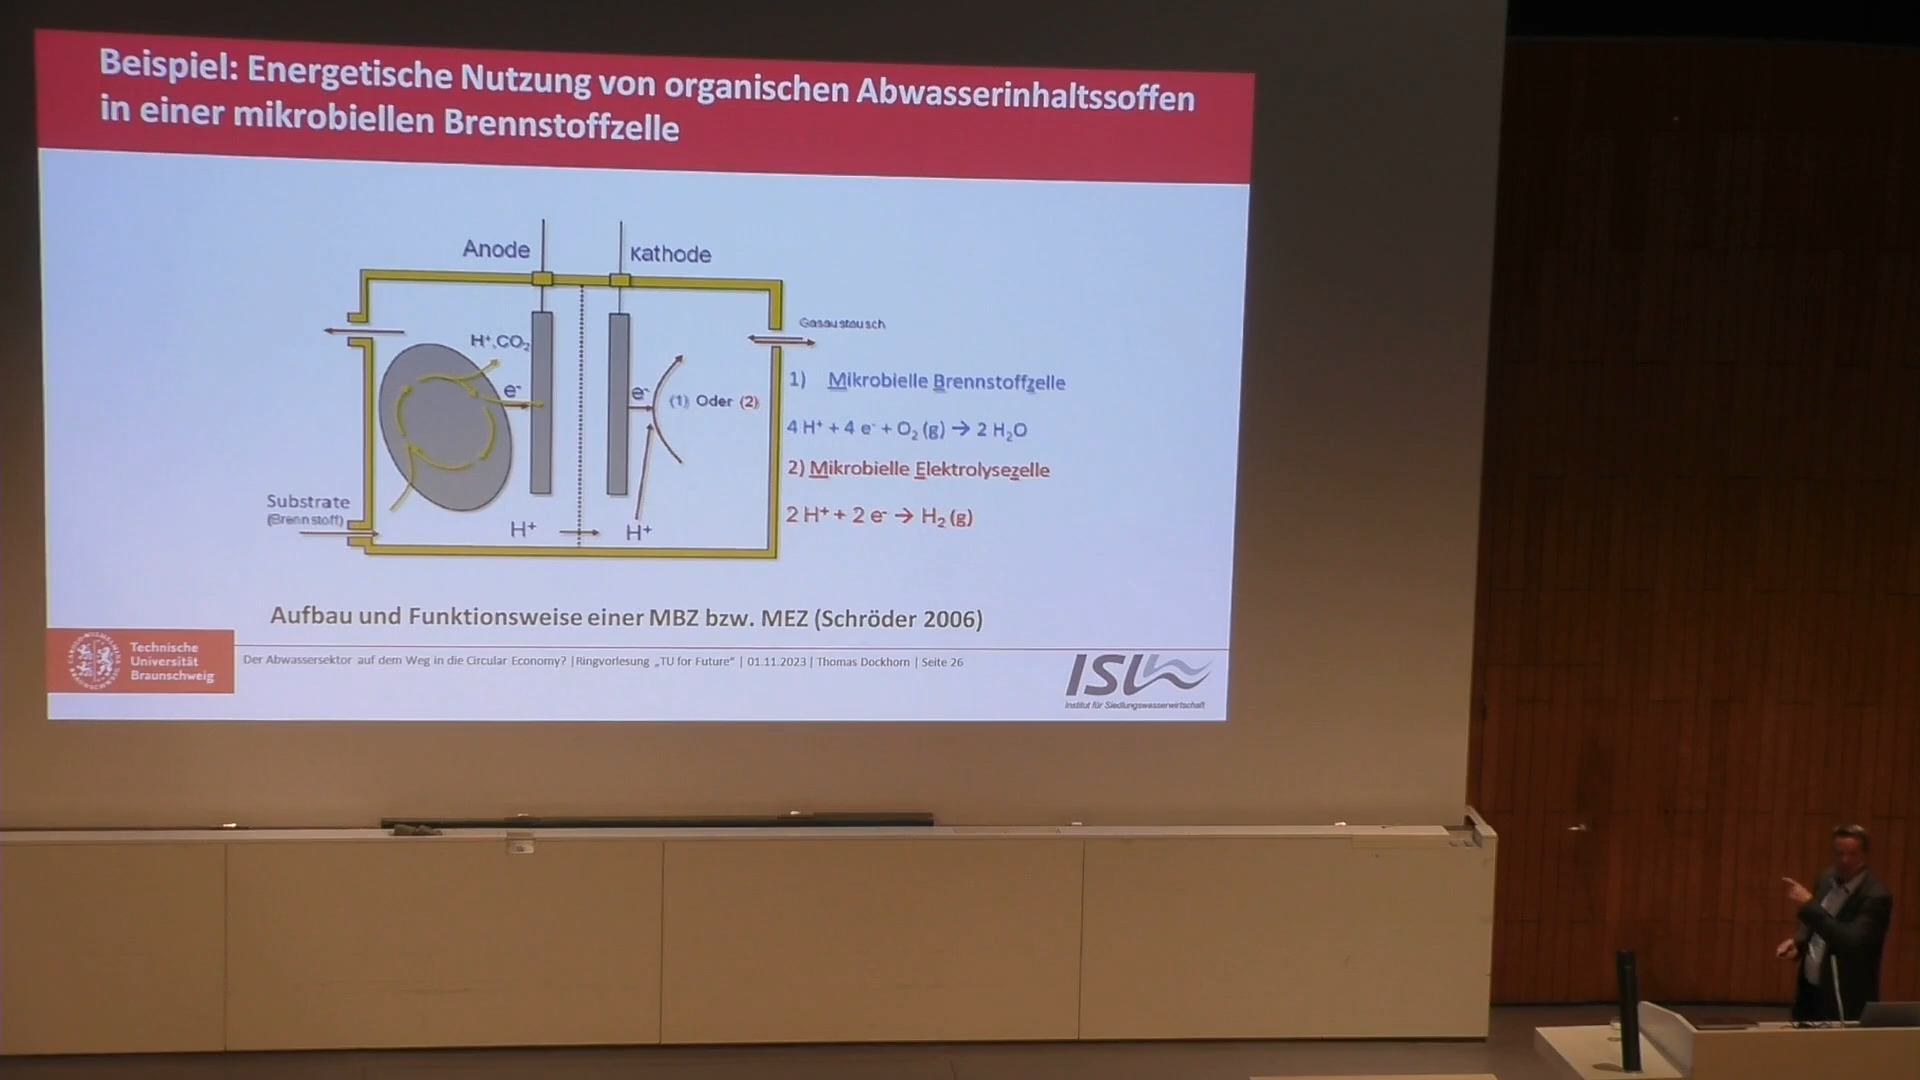 Beispiel: Energetische Nutzung von organischen Abwasserinhaltssoffen
in einer mikrobiellen Brennstoffzelle
Anode
Kathode
Gasaustausch
H⁺,CO₂
e⁻
e⁻
(1) Oder (2)
1) Mikrobielle Brennstoffzelle
4 H⁺ + 4 e⁻ + O₂ (g) → 2 H₂O
2) Mikrobielle Elektrolysezelle
2 H⁺ + 2 e⁻ → H₂ (g)
Substrate
(Brennstoff)
H⁺
H⁺
Aufbau und Funktionsweise einer MBZ bzw. MEZ (Schröder 2006)
Technische
Universität
Braunschweig
Der Abwassersektor auf dem Weg in die Circular Economy? |Ringvorlesung „TU for Future“ | 01.11.2023 | Thomas Dockhorn | Seite 26
ISW
Institut für Siedlungswasserwirtschaft